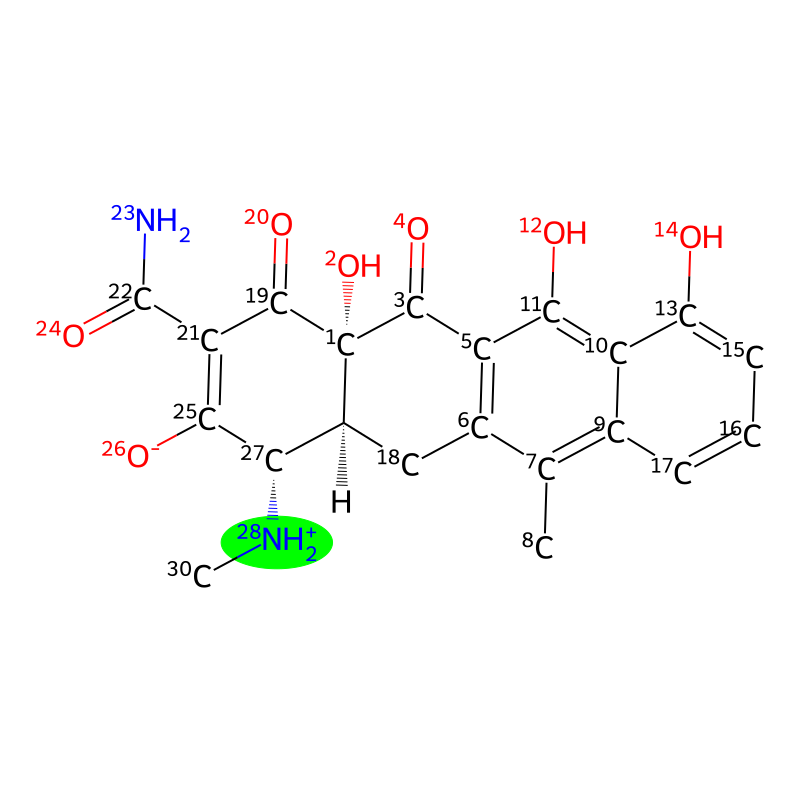 ²³NH₂
²⁰O
⁴O
¹²OH
¹⁴OH
²OH
²²C
¹⁹C
³C
¹¹C
¹³C
²⁴O
²¹C
¹C
⁵C
¹⁰C
¹⁵C
²⁵C
⁶C
⁹C
¹⁶C
²⁶O⁻
²⁷C
¹⁸C
⁷C
¹⁷C
H
²⁸NH₂⁺
⁸C
³⁰C